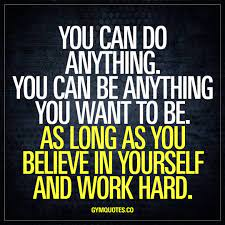 YOU CAN DO
ANYTHING.
YOU CAN BE ANYTHING
YOU WANT TO BE.
AS LONG AS YOU
BELIEVE IN YOURSELF
AND WORK HARD.
GYMQUOTES.CO